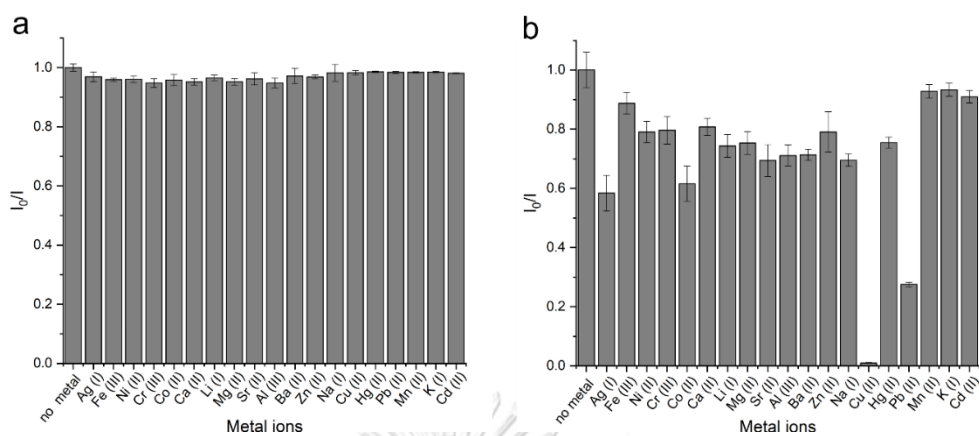 a
1.0
0.8
0.6
0.4
0.2
0.0
I₀/I
no metal
Ag (I)
Fe (III)
Ni (II)
Cr (III)
Co (II)
Ca (II)
Li (I)
Mg (II)
Sr (II)
Al (III)
Ba (II)
Zn (II)
Na (I)
Cu (II)
Hg (II)
Pb (II)
Mn (II)
K (I)
Cd (II)
Metal ions
b
1.0
0.8
0.6
0.4
0.2
0.0
I₀/I
no metal
Ag (I)
Fe (III)
Ni (II)
Cr (III)
Co (II)
Ca (II)
Li (I)
Mg (II)
Sr (II)
Al (III)
Ba (II)
Zn (II)
Na (I)
Cu (II)
Hg (II)
Pb (II)
Mn (II)
K (I)
Cd (II)
Metal ions